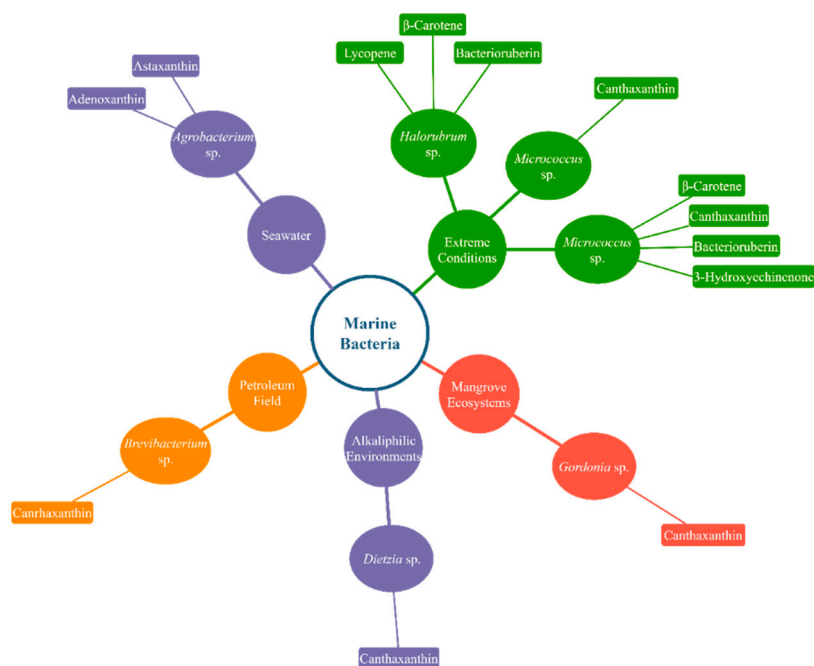 β-Carotene
Lycopene
Bacterioruberin
Astaxanthin
Adenoxanthin
Canthaxanthin
Agrobacterium
sp.
Halorubrum
sp.
Micrococcus
sp.
β-Carotene
Canthaxanthin
Bacterioruberin
3-Hydroxyechinenone
Micrococcus
sp.
Seawater
Extreme
Conditions
Marine
Bacteria
Petroleum
Field
Mangrove
Ecosystems
Alkaliphilic
Environments
Brevibacterium
sp.
Gordonia sp.
Canrhaxanthin
Canthaxanthin
Dietzia sp.
Canthaxanthin